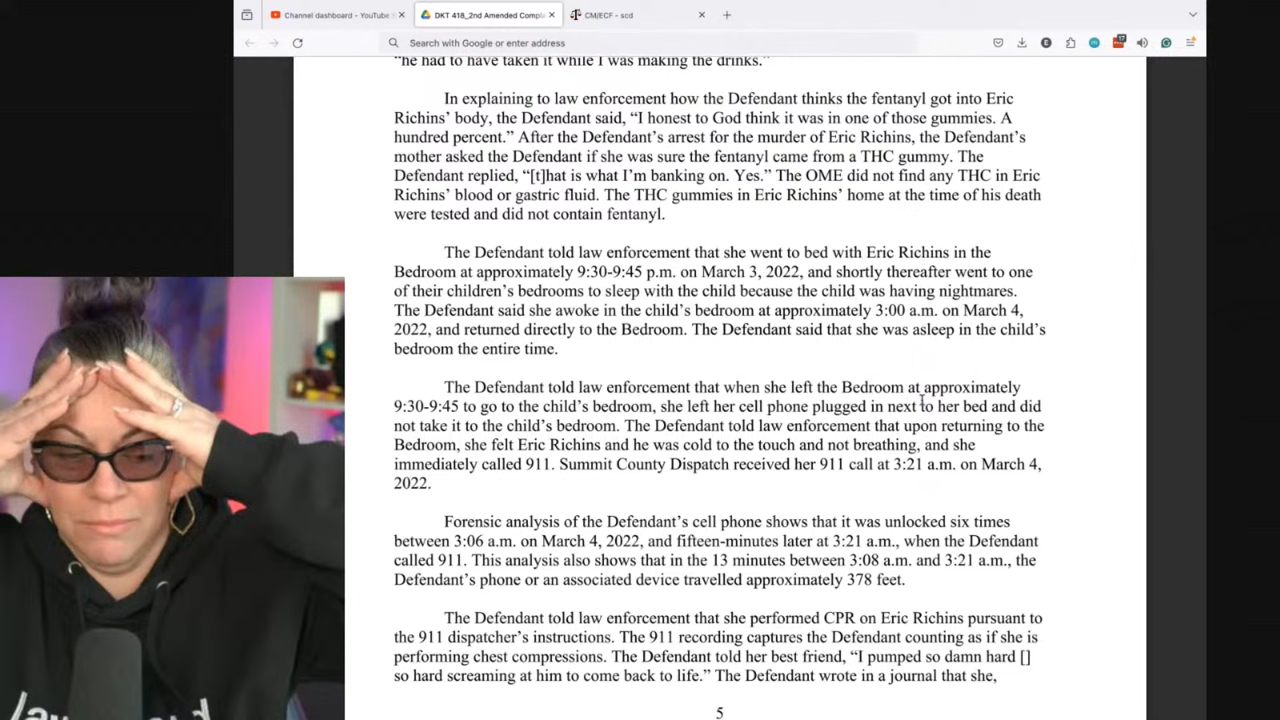 Channel dashboard - YouTube S
DKT 418_2nd Amended Compla
CM/ECF - scd
Search with Google or enter address
"he had to have taken it while I was making the drinks."
In explaining to law enforcement how the Defendant thinks the fentanyl got into Eric
Richins' body, the Defendant said, "I honest to God think it was in one of those gummies. A
hundred percent." After the Defendant's arrest for the murder of Eric Richins, the Defendant's
mother asked the Defendant if she was sure the fentanyl came from a THC gummy. The
Defendant replied, "[t]hat is what I'm banking on. Yes." The OME did not find any THC in Eric
Richins' blood or gastric fluid. The THC gummies in Eric Richins' home at the time of his death
were tested and did not contain fentanyl.
The Defendant told law enforcement that she went to bed with Eric Richins in the
Bedroom at approximately 9:30-9:45 p.m. on March 3, 2022, and shortly thereafter went to one
of their children's bedrooms to sleep with the child because the child was having nightmares.
The Defendant said she awoke in the child's bedroom at approximately 3:00 a.m. on March 4,
2022, and returned directly to the Bedroom. The Defendant said that she was asleep in the child's
bedroom the entire time.
The Defendant told law enforcement that when she left the Bedroom at approximately
9:30-9:45 to go to the child's bedroom, she left her cell phone plugged in next to her bed and did
not take it to the child's bedroom. The Defendant told law enforcement that upon returning to the
Bedroom, she felt Eric Richins and he was cold to the touch and not breathing, and she
immediately called 911. Summit County Dispatch received her 911 call at 3:21 a.m. on March 4,
2022.
Forensic analysis of the Defendant's cell phone shows that it was unlocked six times
between 3:06 a.m. on March 4, 2022, and fifteen-minutes later at 3:21 a.m., when the Defendant
called 911. This analysis also shows that in the 13 minutes between 3:08 a.m. and 3:21 a.m., the
Defendant's phone or an associated device travelled approximately 378 feet.
The Defendant told law enforcement that she performed CPR on Eric Richins pursuant to
the 911 dispatcher's instructions. The 911 recording captures the Defendant counting as if she is
performing chest compressions. The Defendant told her best friend, "I pumped so damn hard []
so hard screaming at him to come back to life." The Defendant wrote in a journal that she,
5